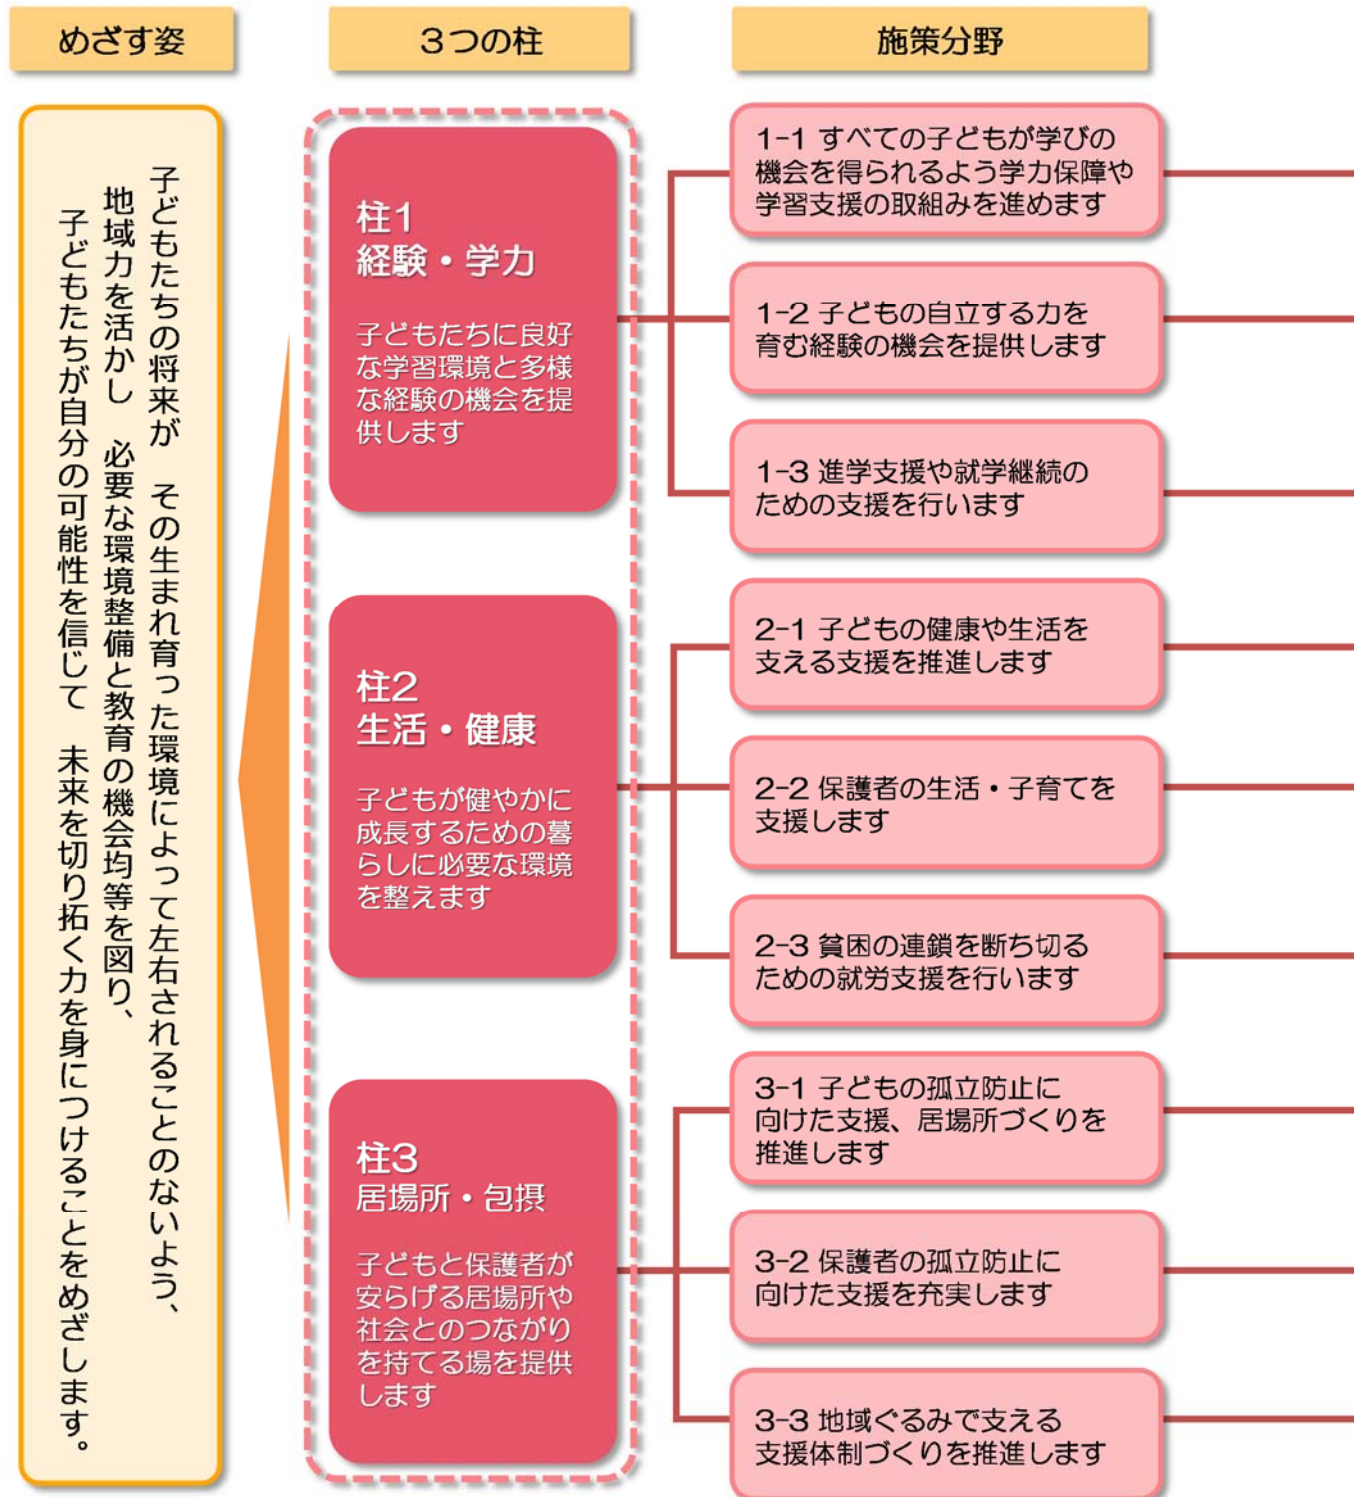 めざす姿
3つの柱
施策分野
子どもたちの将来が　その生まれ育った環境によって左右されることのないよう、
地域力を活かし　必要な環境整備と教育の機会均等を図り、
子どもたちが自分の可能性を信じて　未来を切り拓く力を身につけることをめざします。
柱1
経験・学力
子どもたちに良好
な学習環境と多様
な経験の機会を提
供します
1-1 すべての子どもが学びの
機会を得られるよう学力保障や
学習支援の取組みを進めます
1-2 子どもの自立する力を
育む経験の機会を提供します
1-3 進学支援や就学継続の
ための支援を行います
柱2
生活・健康
子どもが健やかに
成長するための暮
らしに必要な環境
を整えます
2-1 子どもの健康や生活を
支える支援を推進します
2-2 保護者の生活・子育てを
支援します
2-3 貧困の連鎖を断ち切る
ための就労支援を行います
柱3
居場所・包摂
子どもと保護者が
安らげる居場所や
社会とのつながり
を持てる場を提供
します
3-1 子どもの孤立防止に
向けた支援、居場所づくりを
推進します
3-2 保護者の孤立防止に
向けた支援を充実します
3-3 地域ぐるみで支える
支援体制づくりを推進します